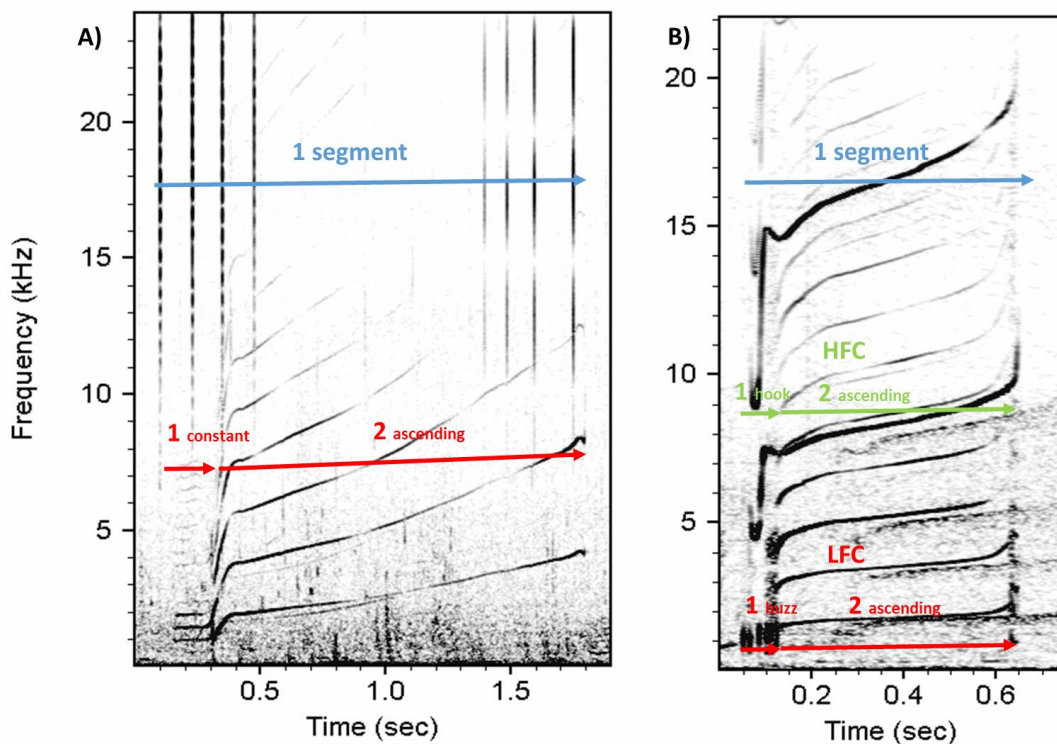 A)
1 segment
20
15
10
5
Frequency (kHz)
1 constant
2 ascending
0.5
1.0
1.5
Time (sec)
B)
20
1 segment
15
HFC
10
1 hook
2 ascending
5
LFC
1 buzz
2 ascending
0.2
0.4
0.6
Time (sec)